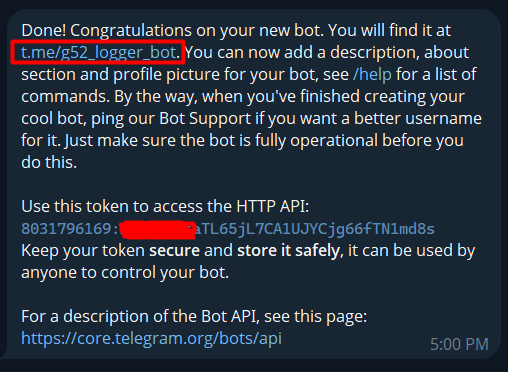 Done! Congratulations on your new bot. You will find it at
t.me/g52_logger_bot. You can now add a description, about
section and profile picture for your bot, see /help for a list of
commands. By the way, when you've finished creating your
cool bot, ping our Bot Support if you want a better username
for it. Just make sure the bot is fully operational before you
do this.
Use this token to access the HTTP API:
8031796169:
Keep your token secure and store it safely, it can be used by
anyone to control your bot.
For a description of the Bot API, see this page:
https://core.telegram.org/bots/api
5:00 PM